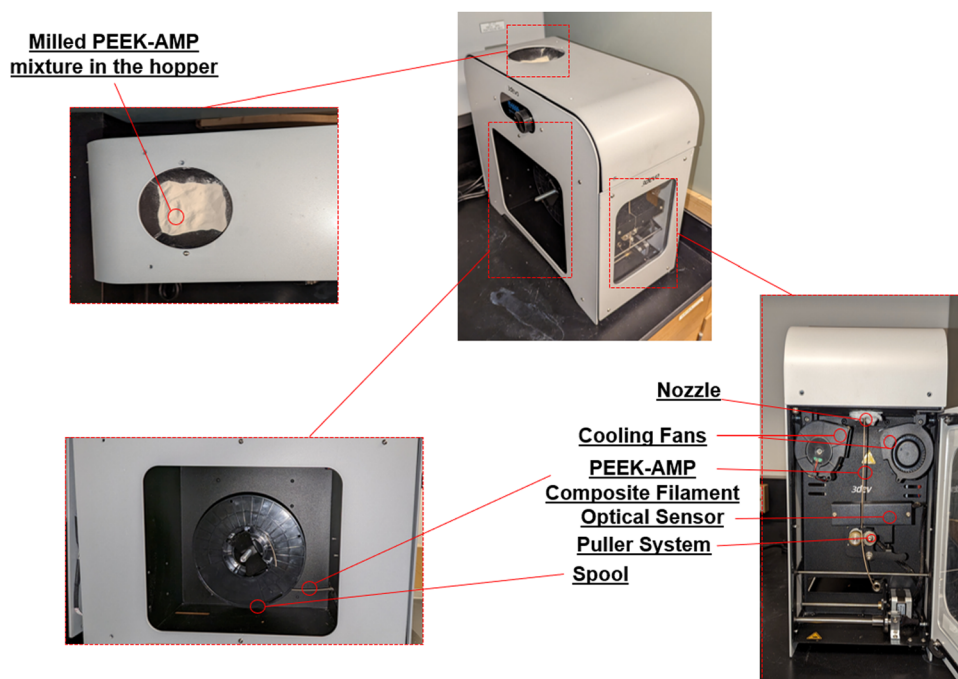 Milled PEEK-AMP
mixture in the hopper
Nozzle
Cooling Fans
PEEK-AMP
Composite Filament
Optical Sensor
Puller System
Spool